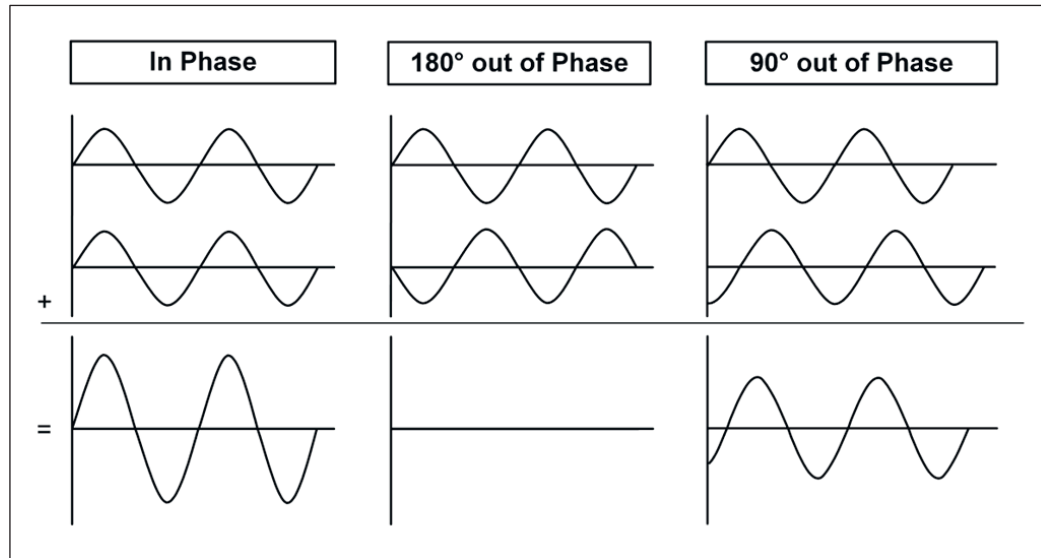 In Phase
180° out of Phase
90° out of Phase
+
=